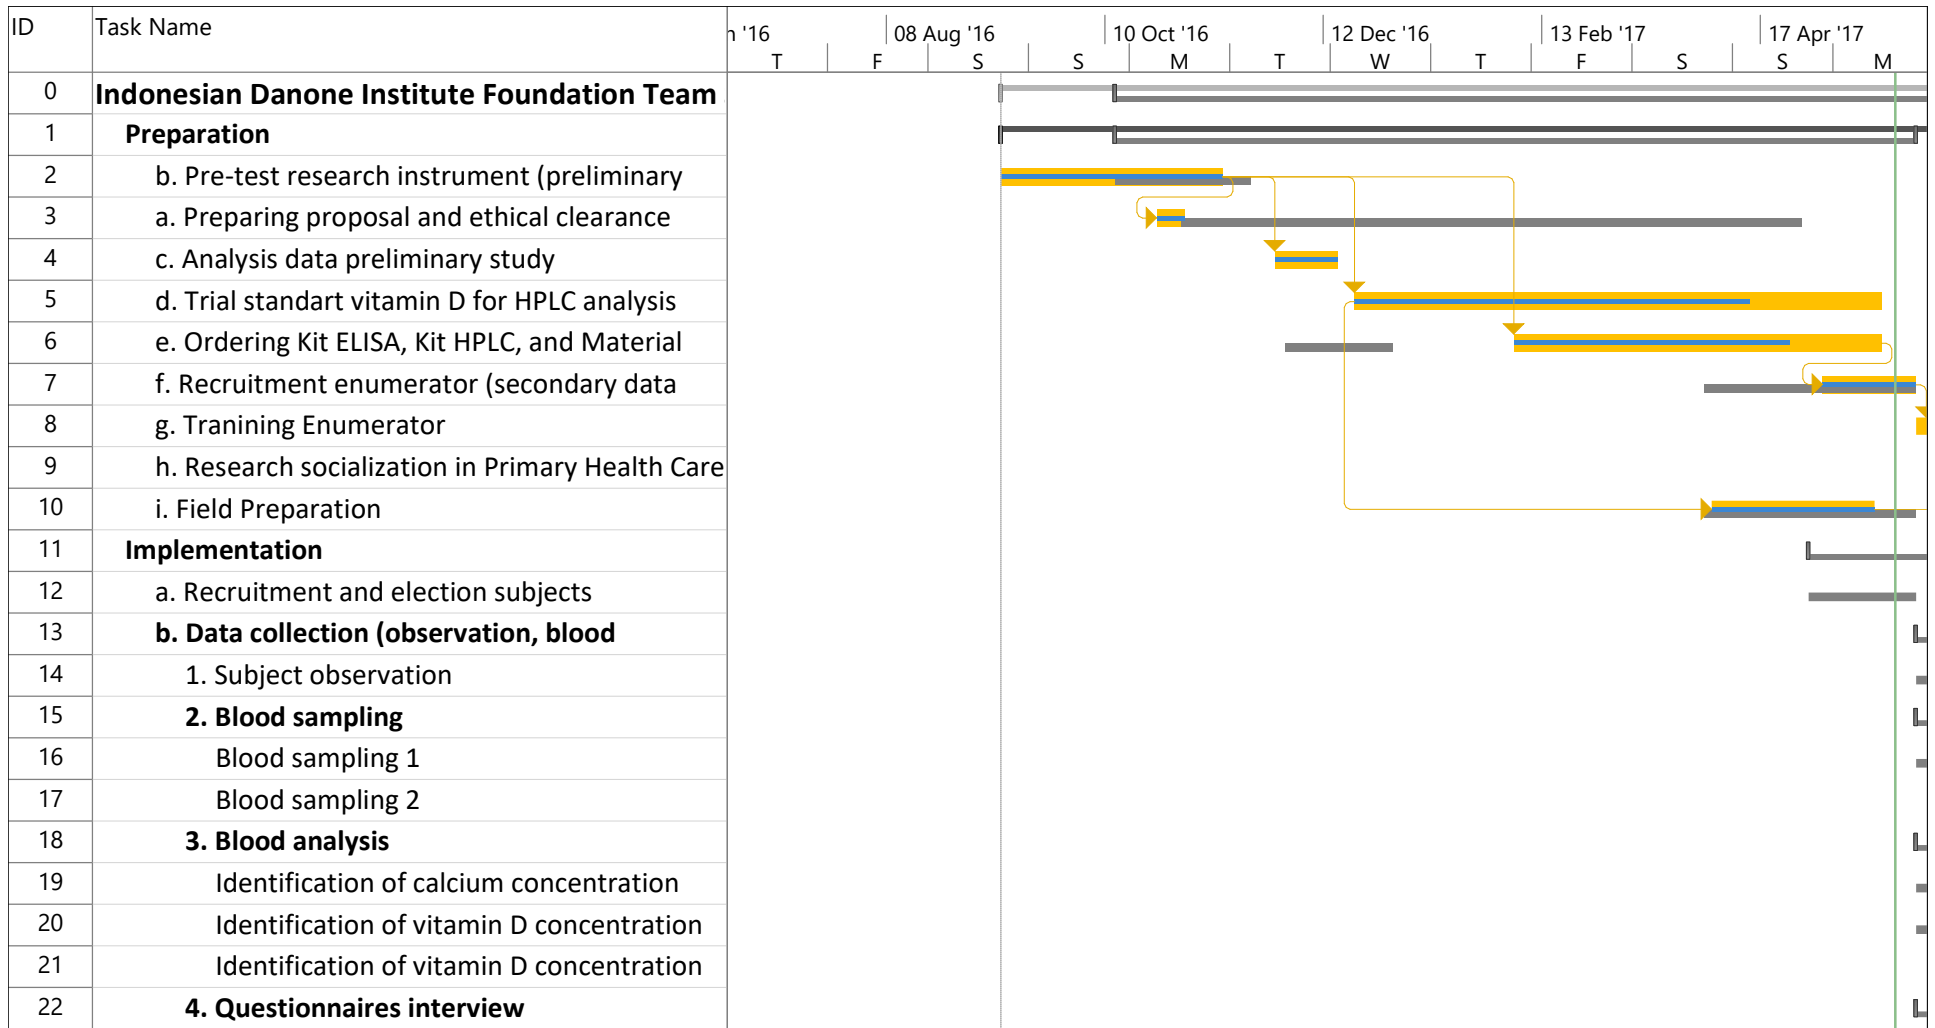 ID Task Name n '16 08 Aug '16 10 Oct '16 12 Dec '16 13 Feb '17 17 Apr '17
T F S S M T W T F S S M
0 Indonesian Danone Institute Foundation Team
1 Preparation
2 b. Pre-test research instrument (preliminary
3 a. Preparing proposal and ethical clearance
4 c. Analysis data preliminary study
5 d. Trial standart vitamin D for HPLC analysis
6 e. Ordering Kit ELISA, Kit HPLC, and Material
7 f. Recruitment enumerator (secondary data
8 g. Tranining Enumerator
9 h. Research socialization in Primary Health Care
10 i. Field Preparation
11 Implementation
12 a. Recruitment and election subjects
13 b. Data collection (observation, blood
14 1. Subject observation
15 2. Blood sampling
16 Blood sampling 1
17 Blood sampling 2
18 3. Blood analysis
19 Identification of calcium concentration
20 Identification of vitamin D concentration
21 Identification of vitamin D concentration
22 4. Questionnaires interview